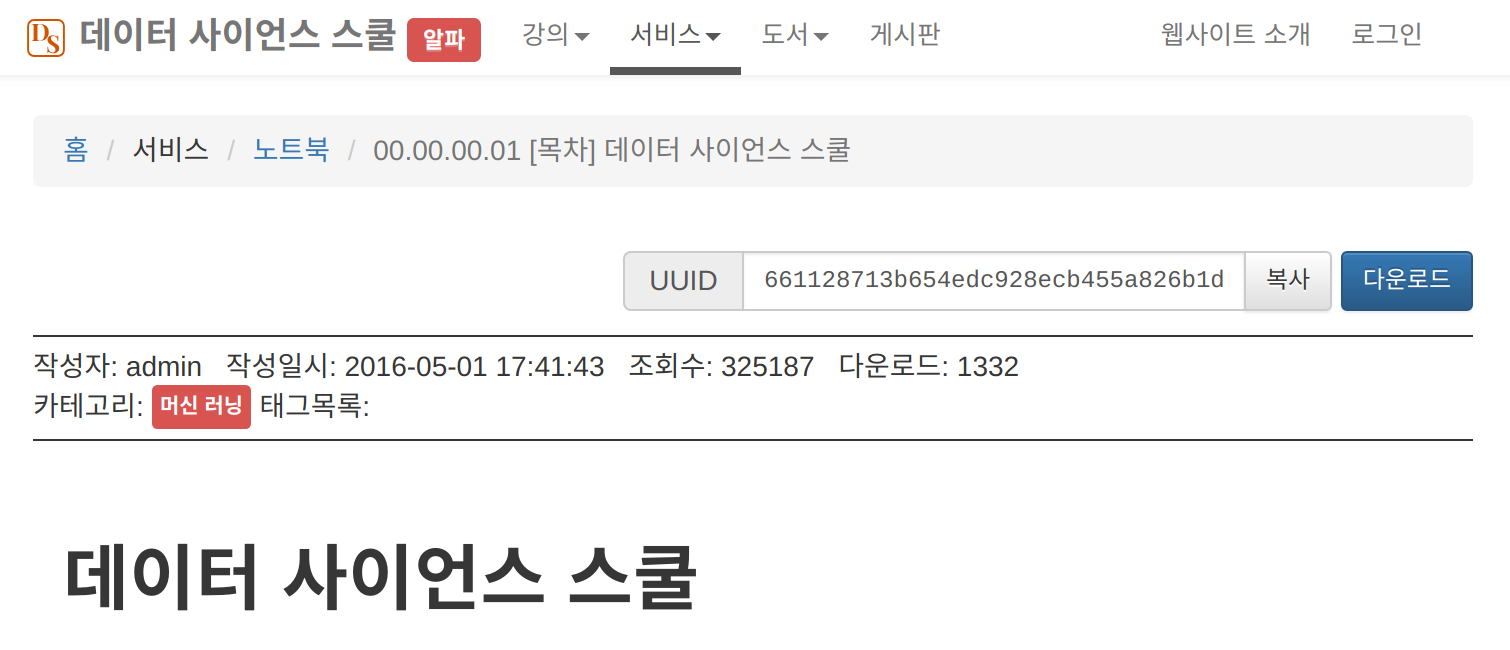 DS 데이터 사이언스 스쿨 알파 강의 서비스 도서 게시판 웹사이트 소개 로그인
홈 / 서비스 / 노트북 / 00.00.00.01 [목차] 데이터 사이언스 스쿨
UUID 661128713b654edc928ecb455a826b1d 복사 다운로드
작성자: admin 작성일시: 2016-05-01 17:41:43 조회수: 325187 다운로드: 1332
카테고리: 머신 러닝 태그목록:
데이터 사이언스 스쿨